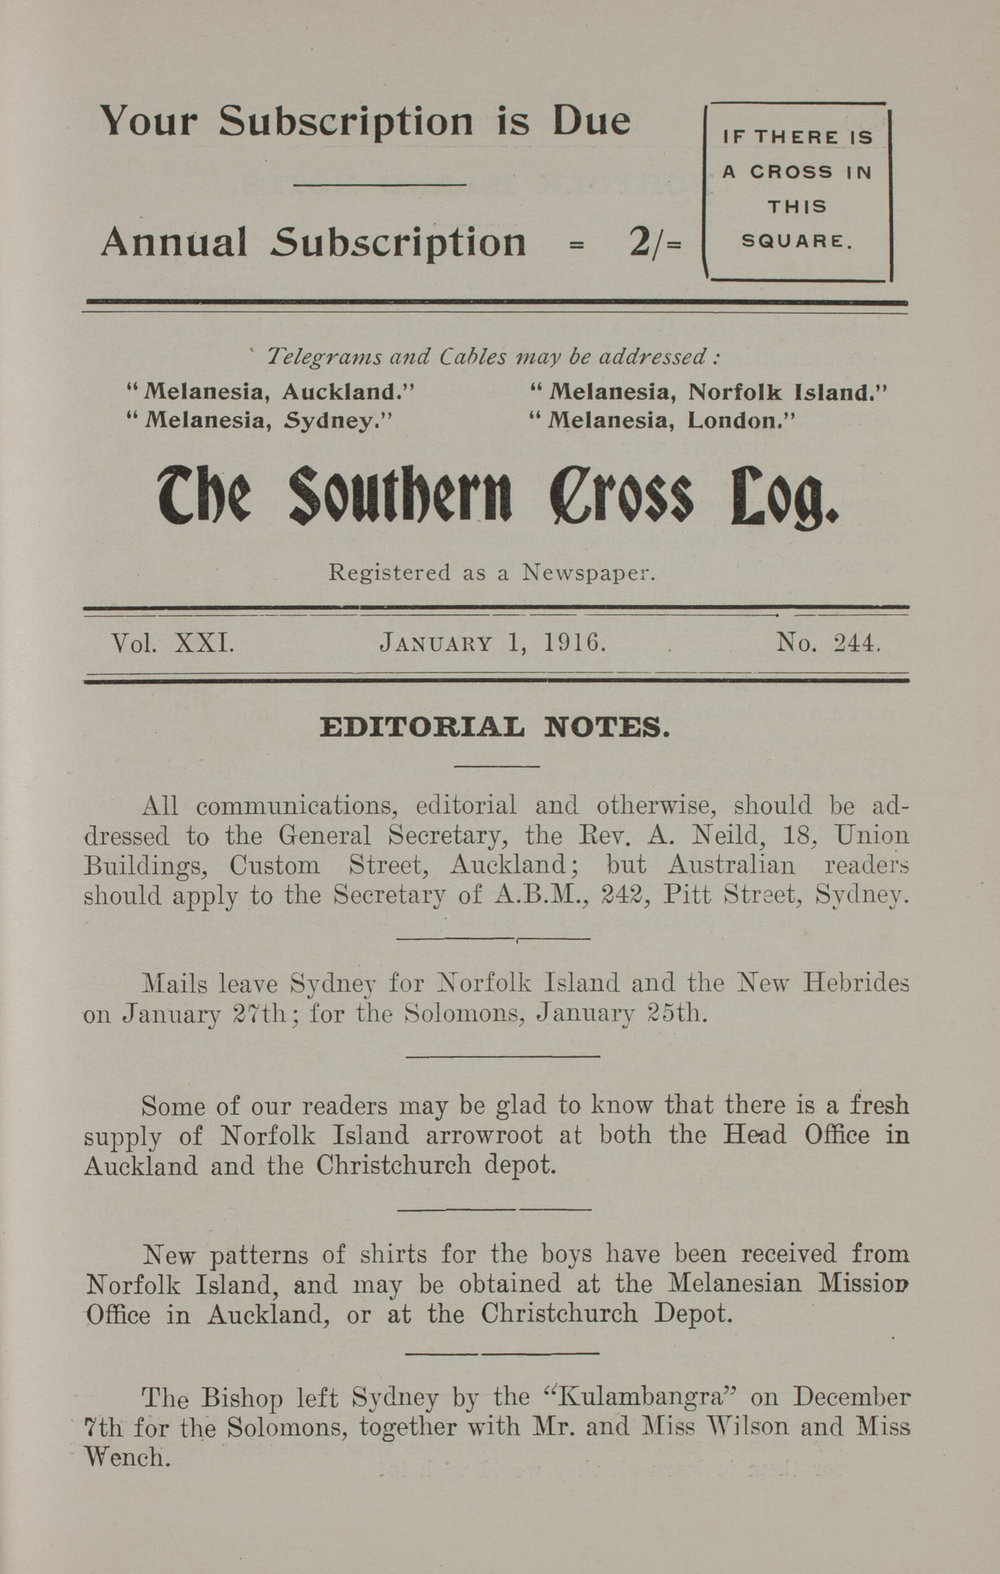 Your Subscription is Due
Annual Subscription = 2/=
IF THERE IS
A CROSS IN
THIS
SQUARE.
Telegrams and Cables may be addressed :
"Melanesia, Auckland." "Melanesia, Norfolk Island."
"Melanesia, Sydney." "Melanesia, London."
The Southern Cross Log.
Registered as a Newspaper.
Vol. XXI. JANUARY 1, 1916. No. 244.
EDITORIAL NOTES.
All communications, editorial and otherwise, should be ad-
dressed to the General Secretary, the Rev. A. Neild, 18, Union
Buildings, Custom Street, Auckland; but Australian readers
should apply to the Secretary of A.B.M., 242, Pitt Street, Sydney.
Mails leave Sydney for Norfolk Island and the New Hebrides
on January 27th; for the Solomons, January 25th.
Some of our readers may be glad to know that there is a fresh
supply of Norfolk Island arrowroot at both the Head Office in
Auckland and the Christchurch depot.
New patterns of shirts for the boys have been received from
Norfolk Island, and may be obtained at the Melanesian Mission
Office in Auckland, or at the Christchurch Depot.
The Bishop left Sydney by the "Kulambangra" on December
7th for the Solomons, together with Mr. and Miss Wilson and Miss
Wench.